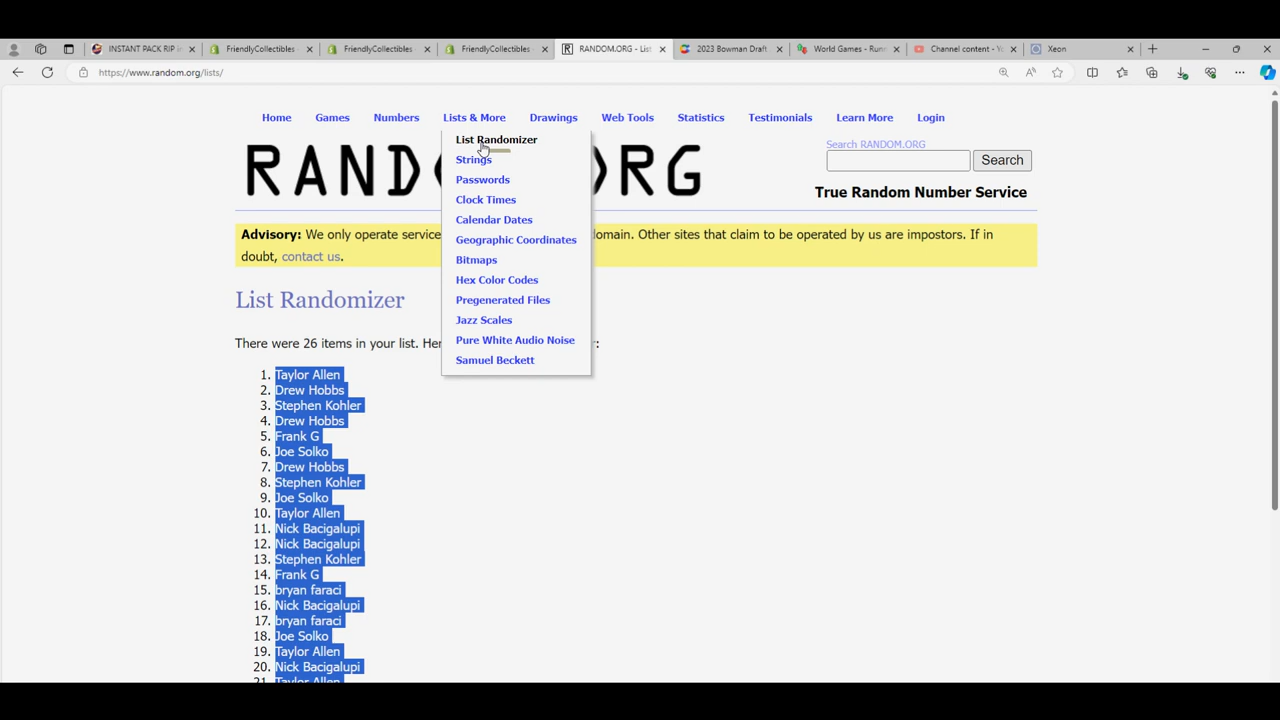 INSTANT PACK RIP in
FriendlyCollectibles
FriendlyCollectibles
FriendlyCollectibles
RANDOM.ORG - List
2023 Bowman Draft
World Games - Runn
Channel content - Yo
Xeon
https://www.random.org/lists/
Home Games Numbers Lists & More Drawings Web Tools Statistics Testimonials Learn More Login
List Randomizer
Strings
Passwords
Clock Times
Calendar Dates
Geographic Coordinates
Bitmaps
Hex Color Codes
Pregenerated Files
Jazz Scales
Pure White Audio Noise
Samuel Beckett
RAND RG
Search RANDOM.ORG
Search
True Random Number Service
Advisory: We only operate service omain. Other sites that claim to be operated by us are impostors. If in
doubt, contact us.
List Randomizer
There were 26 items in your list. Her r:
1. Taylor Allen
2. Drew Hobbs
3. Stephen Kohler
4. Drew Hobbs
5. Frank G
6. Joe Solko
7. Drew Hobbs
8. Stephen Kohler
9. Joe Solko
10. Taylor Allen
11. Nick Bacigalupi
12. Nick Bacigalupi
13. Stephen Kohler
14. Frank G
15. bryan faraci
16. Nick Bacigalupi
17. bryan faraci
18. Joe Solko
19. Taylor Allen
20. Nick Bacigalupi
21. Taylor Allen